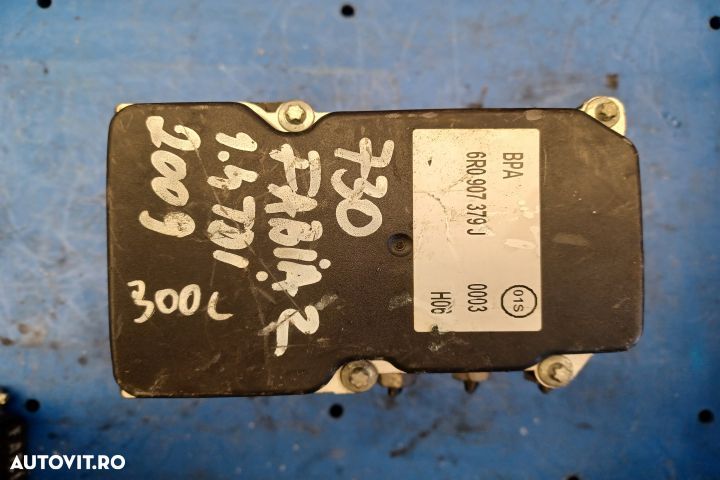 730
FABIA 2
1.4 TDi
2009
300L
BPA
6R0 907 379 J
0003
H06
01S
AUTOVIT.RO